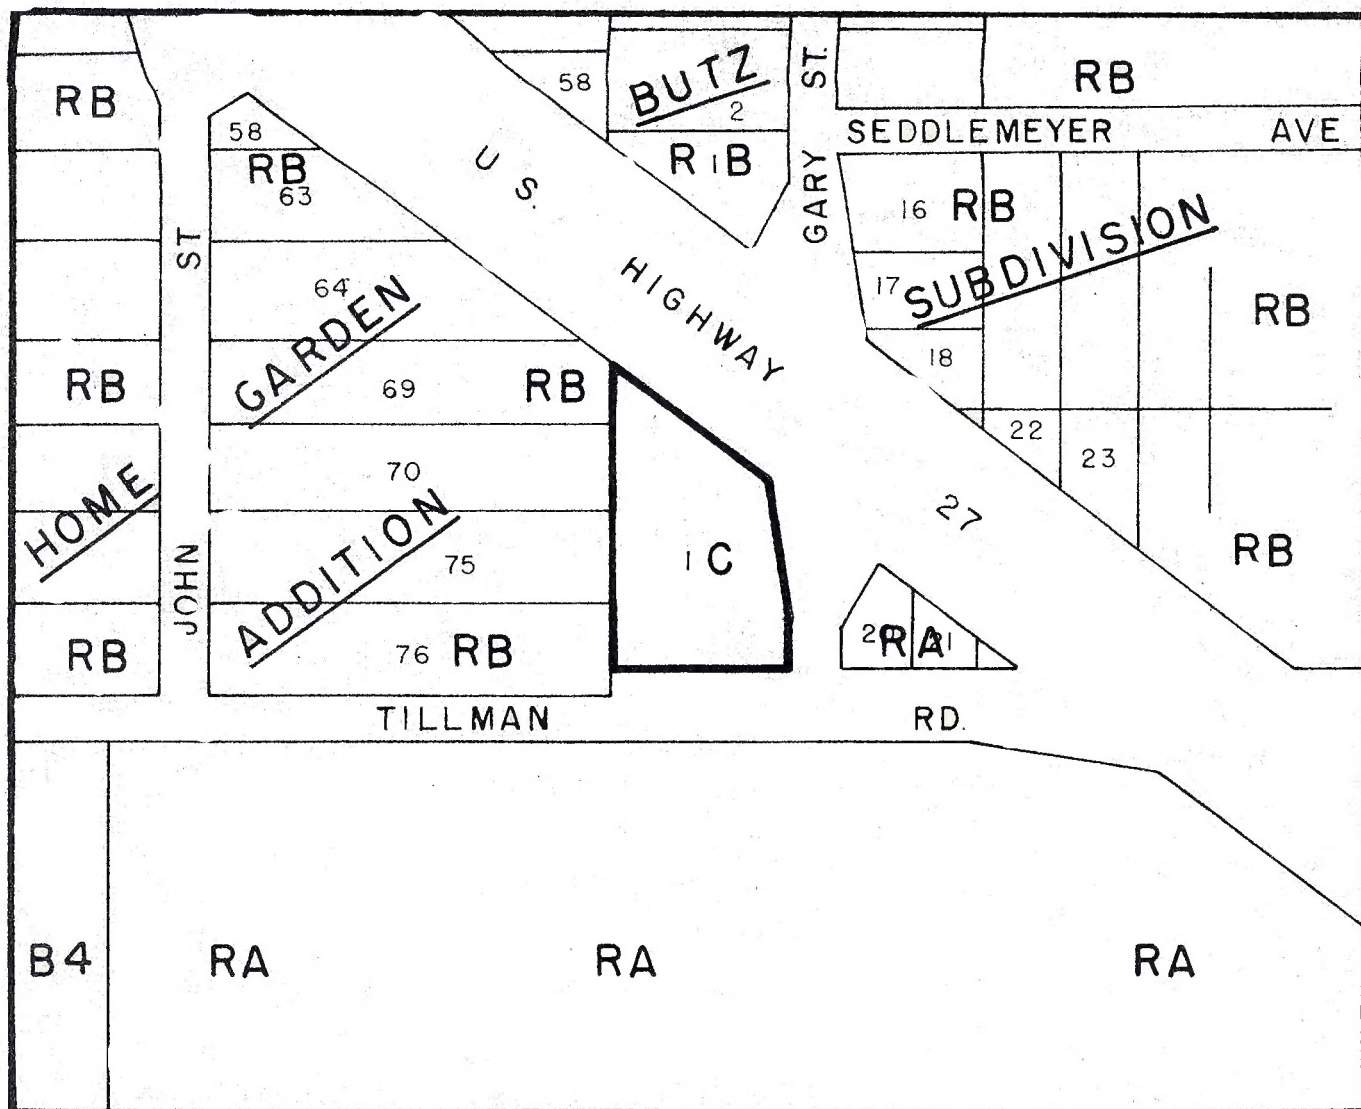 RB
58
BUTZ
2
ST.
RB
SEDDLEMEYER AVE
58
RB
63
U S.
R 1 B
GARY
16 RB
SUBDIVISION
ST
64
GARDEN
HIGHWAY
17
RB
18
RB
69 RB
22
23
HOME
70
27
ADDITION
75
1 C
RB
JOHN
RB
76 RB
20 RA 21
TILLMAN RD.
B4 RA RA RA